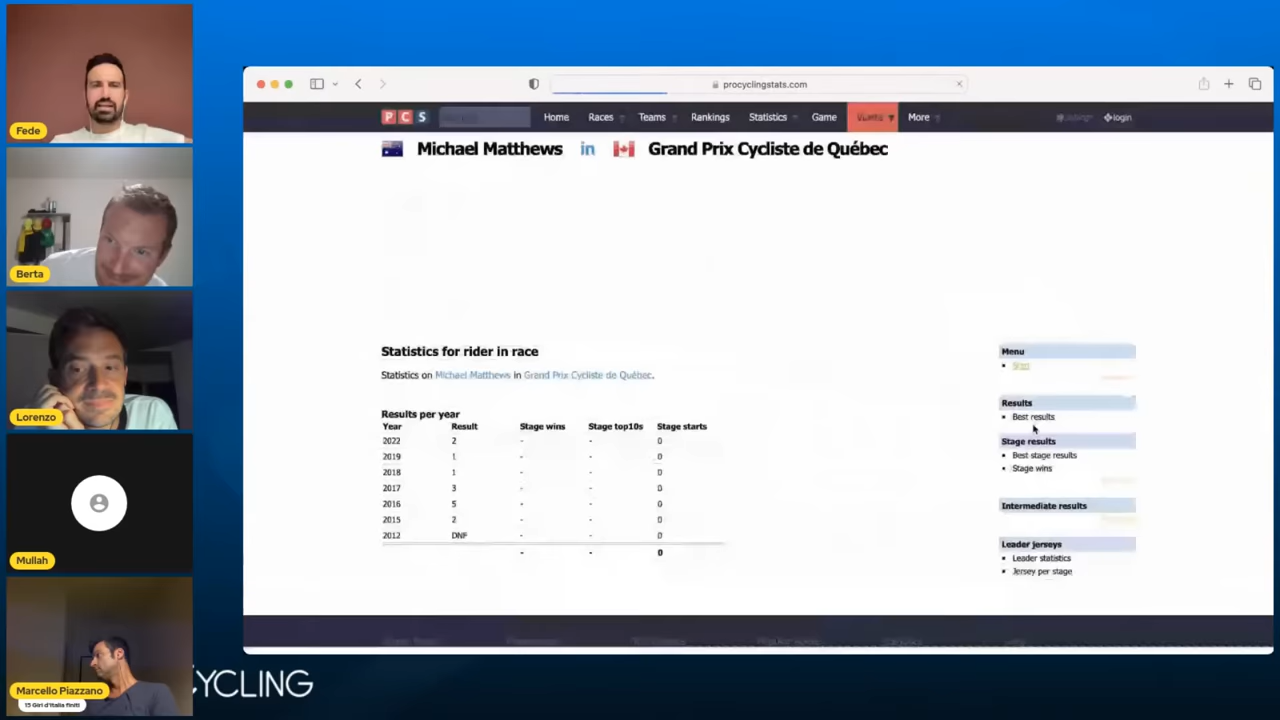 Fede
Berta
Lorenzo
Mullah
Marcello Piazzano
15 Giri d'Italia finiti
YCLING
procyclingstats.com
PCS
Home
Races
Teams
Rankings
Statistics
Game
More
login
Michael Matthews in Grand Prix Cycliste de Québec
Statistics for rider in race
Statistics on Michael Matthews in Grand Prix Cycliste de Québec.
Results per year
Year Result Stage wins Stage top10s Stage starts
2022 2 - - 0
2019 1 - - 0
2018 1 - - 0
2017 3 - - 0
2016 5 - - 0
2015 2 - - 0
2012 DNF - - 0
- - 0
Menu
Results
Best results
Stage results
Best stage results
Stage wins
Intermediate results
Leader jerseys
Leader statistics
Jersey per stage